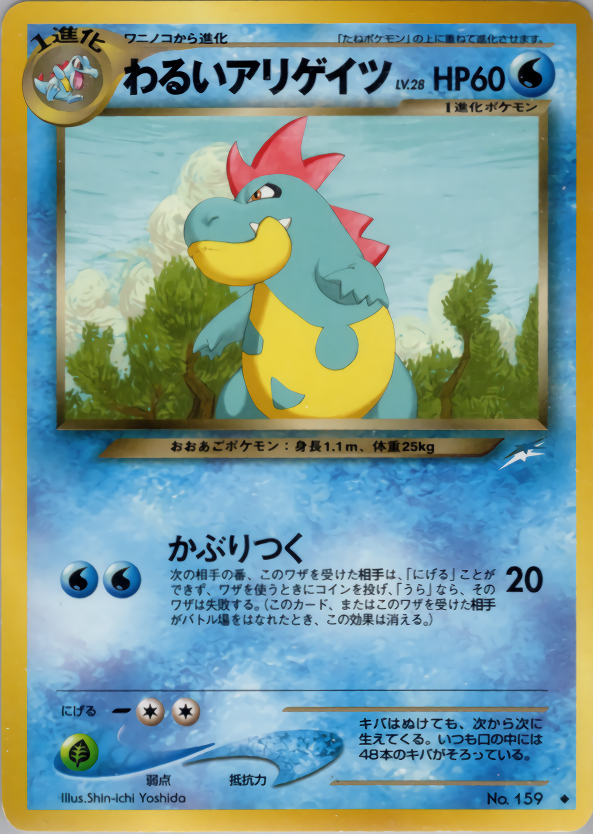 1進化
ワニノコから進化
「たねポケモン」の上に重ねて進化させます。
わるいアリゲイツ LV.28 HP60
1進化ポケモン
おおあごポケモン：身長1.1m、体重25kg
かぶりつく
次の相手の番、このワザを受けた相手は、「にげる」ことが
できず、ワザを使うときにコインを投げ、「うら」なら、その
ワザは失敗する。（このカード、またはこのワザを受けた相手
がバトル場をはなれたとき、この効果は消える。）
20
にげる
キバはぬけても、次から次に
生えてくる。いつも口の中には
48本のキバがそろっている。
弱点
抵抗力
Illus.Shin-ichi Yoshida
No. 159